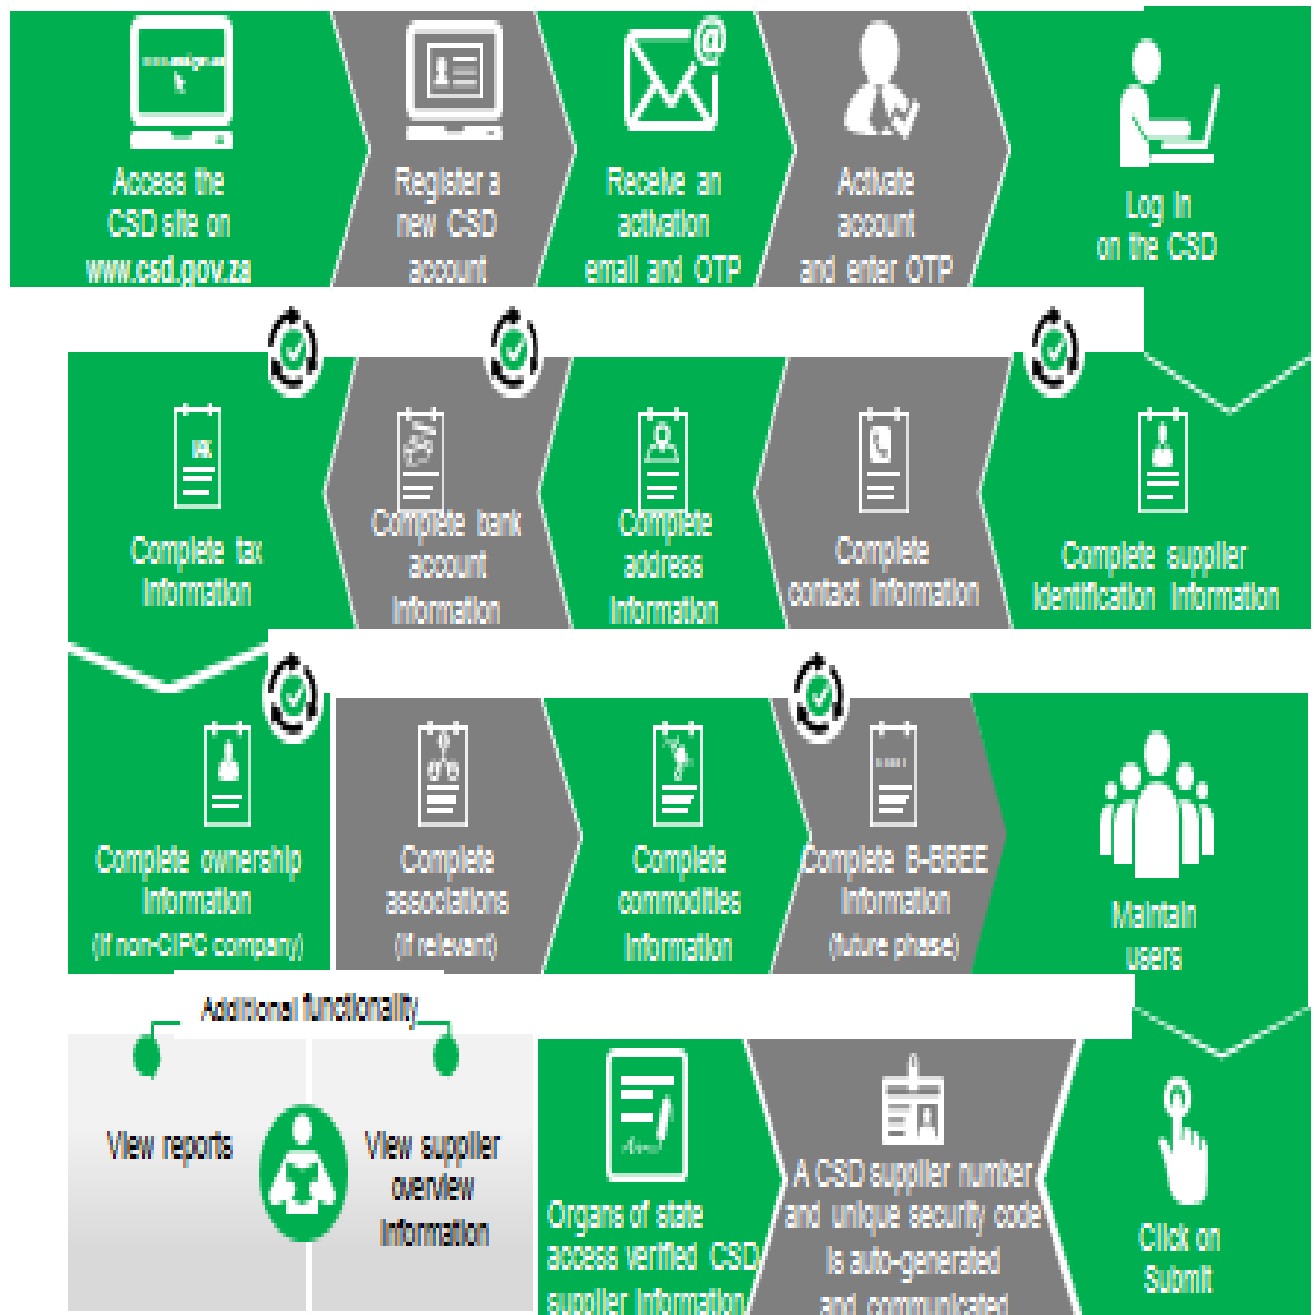 Access the
CSD site on
www.csd.gov.za
Register a
new CSD
account
Receive an
activation
email and OTP
Activate
account
and enter OTP
Log in
on the CSD
Complete supplier
identification information
Complete
contact information
Complete
address
information
Complete bank
account
information
TAX
Complete tax
information
Complete ownership
information
(if non-CIPC company)
Complete
associations
(if relevant)
Complete
commodities
information
Complete B-BBEE
information
(future phase)
Maintain
users
Click on
Submit
A CSD supplier number
and unique security code
is auto-generated
and communicated
Organs of state
access verified CSD
supplier information
Additional functionality
View reports
View supplier
overview
information